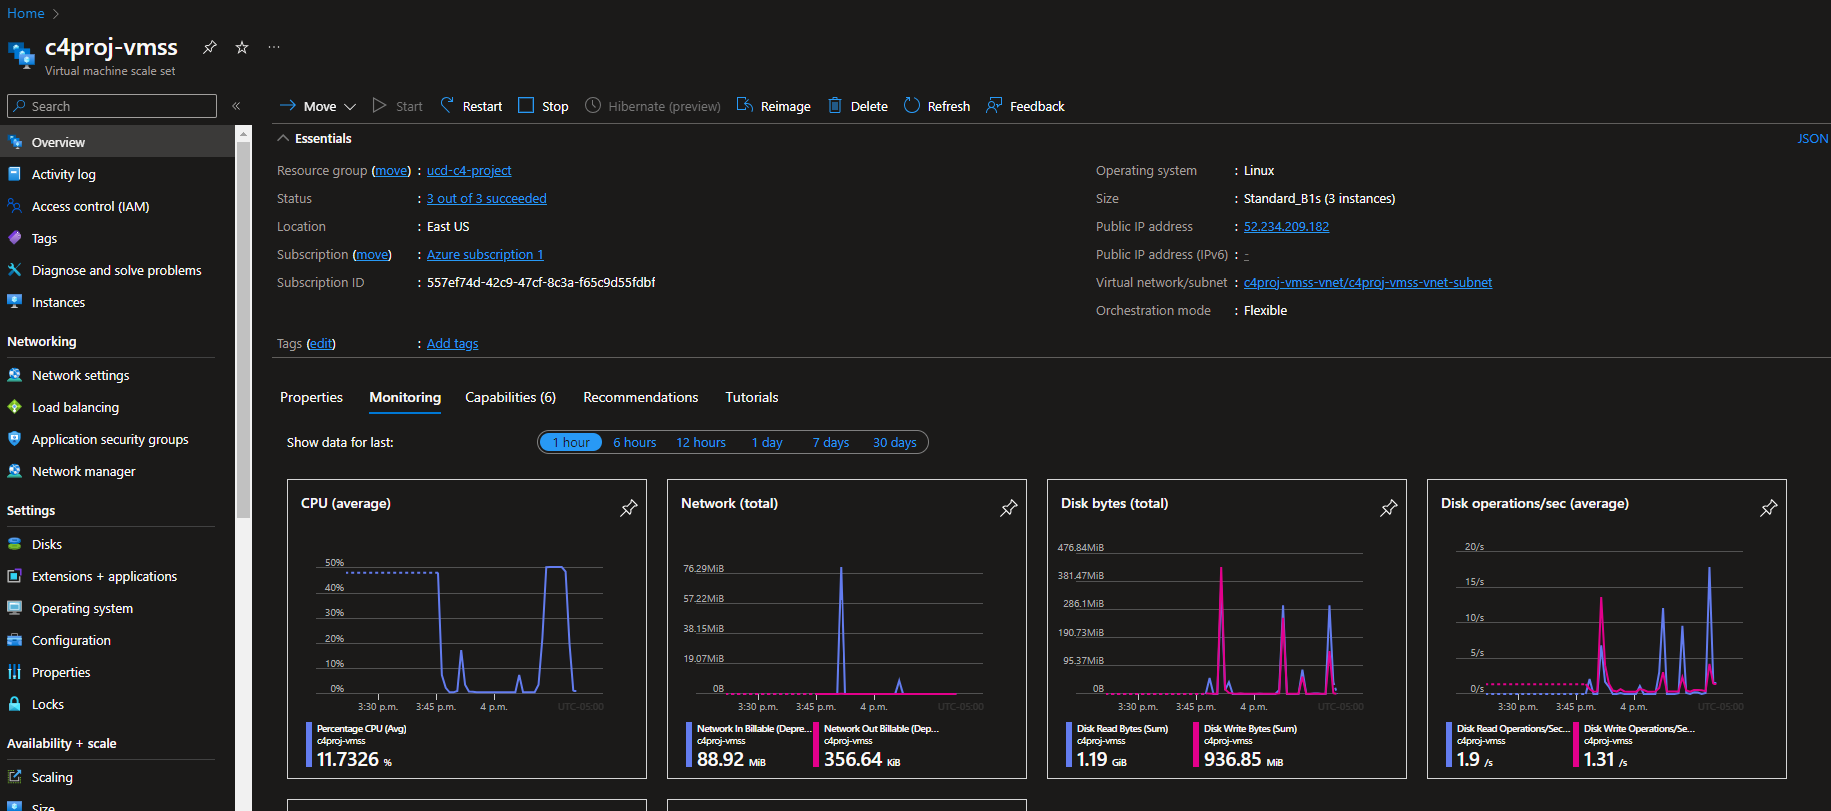 Home >
c4proj-vmss
Virtual machine scale set
Search
Overview
Activity log
Access control (IAM)
Tags
Diagnose and solve problems
Instances
Networking
Network settings
Load balancing
Application security groups
Network manager
Settings
Disks
Extensions + applications
Operating system
Configuration
Properties
Locks
Availability + scale
Scaling
Size
Move Start Restart Stop Hibernate (preview) Reimage Delete Refresh Feedback
Essentials JSON
Resource group (move) : ucd-c4-project
Status : 3 out of 3 succeeded
Location : East US
Subscription (move) : Azure subscription 1
Subscription ID : 557ef74d-42c9-47cf-8c3a-f65c9d55fdbf
Tags (edit) : Add tags
Operating system : Linux
Size : Standard_B1s (3 instances)
Public IP address : 52.234.209.182
Public IP address (IPv6) : -
Virtual network/subnet : c4proj-vmss-vnet/c4proj-vmss-vnet-subnet
Orchestration mode : Flexible
Properties Monitoring Capabilities (6) Recommendations Tutorials
Show data for last: 1 hour 6 hours 12 hours 1 day 7 days 30 days
CPU (average)
50%
40%
30%
20%
10%
0%
3:30 p.m. 3:45 p.m. 4 p.m. UTC-05:00
Percentage CPU (Avg)
c4proj-vmss
11.7326 %
Network (total)
76.29MiB
57.22MiB
38.15MiB
19.07MiB
0B
3:30 p.m. 3:45 p.m. 4 p.m. UTC-05:00
Network In Billable (Depre... Network Out Billable (Dep...
c4proj-vmss c4proj-vmss
88.92 MiB 356.64 KiB
Disk bytes (total)
476.84MiB
381.47MiB
286.1MiB
190.73MiB
95.37MiB
0B
3:30 p.m. 3:45 p.m. 4 p.m. UTC-05:00
Disk Read Bytes (Sum) Disk Write Bytes (Sum)
c4proj-vmss c4proj-vmss
1.19 GiB 936.85 MiB
Disk operations/sec (average)
20/s
15/s
10/s
5/s
0/s
3:30 p.m. 3:45 p.m. 4 p.m. UTC-05:00
Disk Read Operations/Sec... Disk Write Operations/Se...
c4proj-vmss c4proj-vmss
1.9 /s 1.31 /s